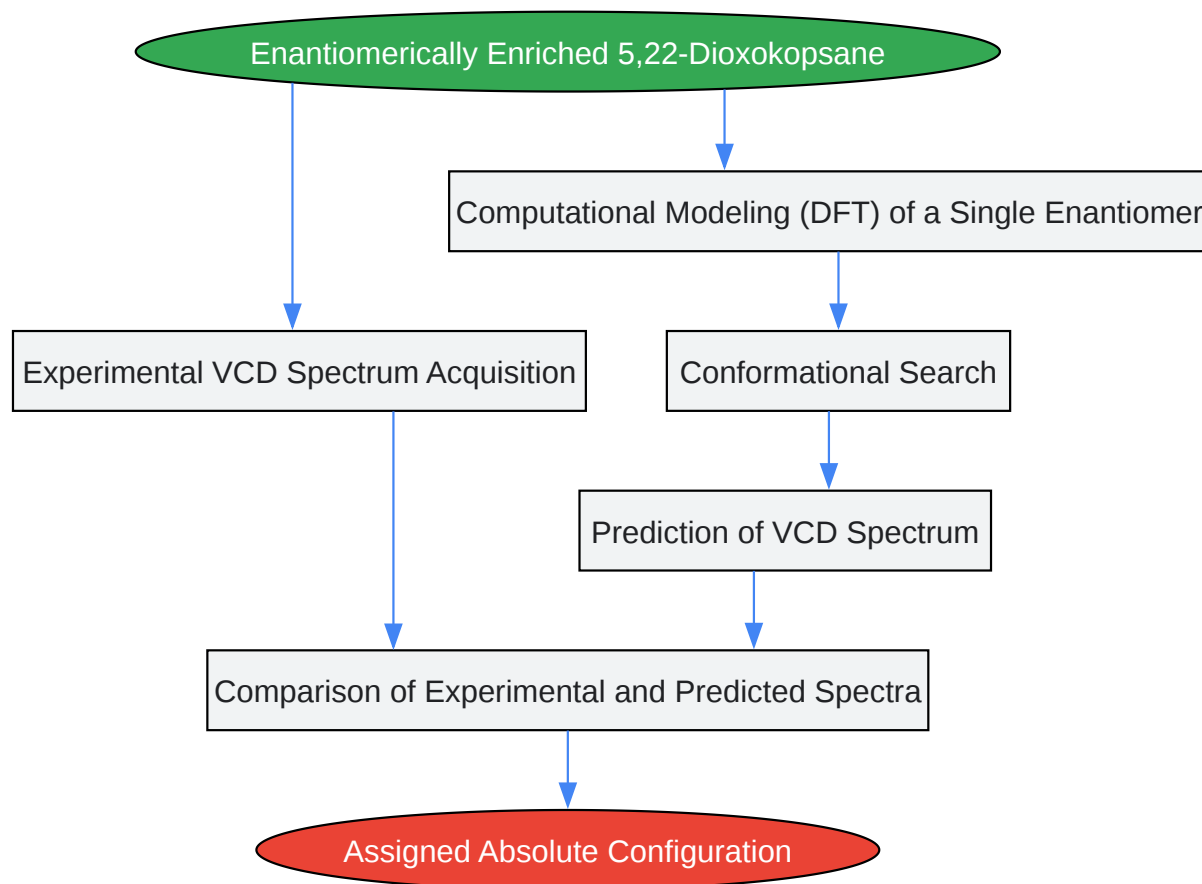 Enantiomerically Enriched 5,22-Dioxokopsane
Computational Modeling (DFT) of a Single Enantiomer
Experimental VCD Spectrum Acquisition
Conformational Search
Prediction of VCD Spectrum
Comparison of Experimental and Predicted Spectra
Assigned Absolute Configuration